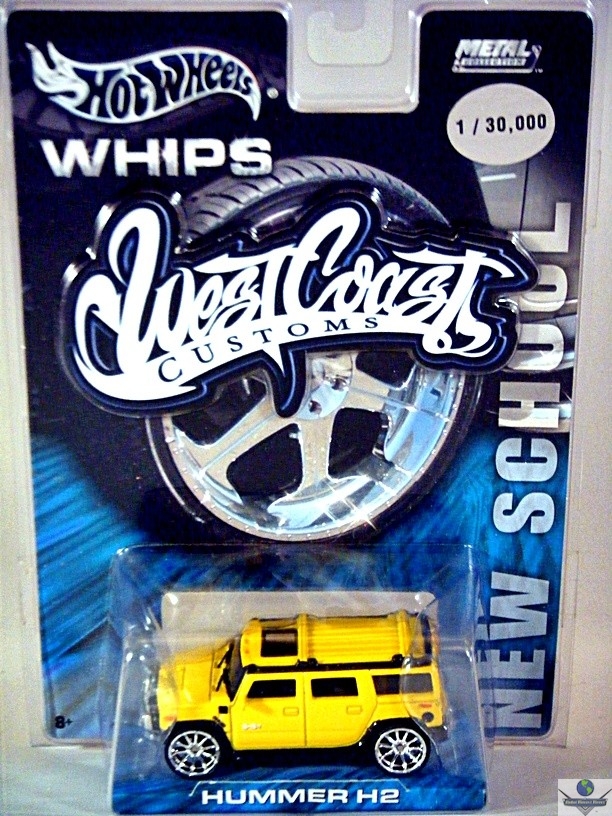 HOT WHEELS
METAL
COLLECTION
1 / 30,000
WHIPS
West Coast
CUSTOMS
NEW SCHOOL
8+
HUMMER H2